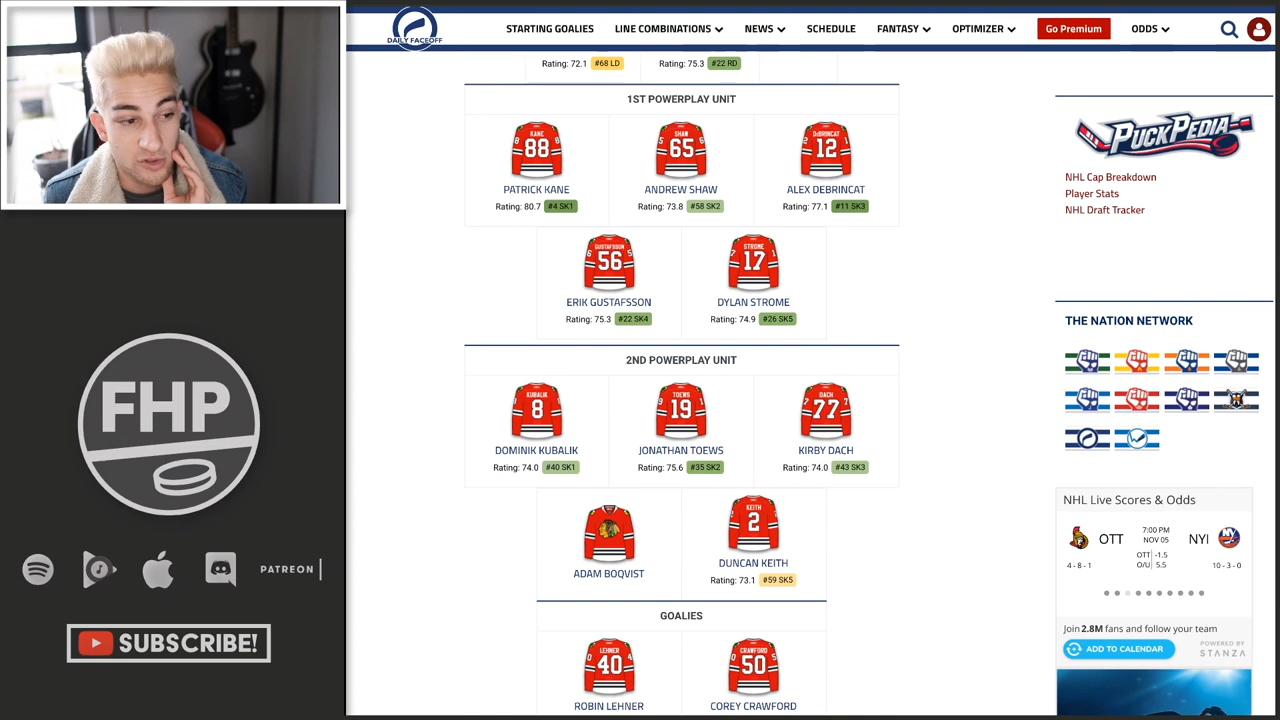 DAILY FACEOFF
STARTING GOALIES LINE COMBINATIONS NEWS SCHEDULE FANTASY OPTIMIZER Go Premium ODDS
Rating: 72.1 #68 LD Rating: 75.3 #22 RD
1ST POWERPLAY UNIT
KANE SHAW DEBRINCAT
88 65 12
PATRICK KANE ANDREW SHAW ALEX DEBRINCAT
Rating: 80.7 #4 SK1 Rating: 73.8 #58 SK2 Rating: 77.1 #11 SK3
GUSTAFSSON STROME
56 17
ERIK GUSTAFSSON DYLAN STROME
Rating: 75.3 #22 SK4 Rating: 74.9 #26 SK5
2ND POWERPLAY UNIT
KUBALIK TOEWS DACH
8 19 77
DOMINIK KUBALIK JONATHAN TOEWS KIRBY DACH
Rating: 74.0 #40 SK1 Rating: 75.6 #35 SK2 Rating: 74.0 #43 SK3
KEITH
2
ADAM BOQVIST DUNCAN KEITH
Rating: 73.1 #59 SK5
GOALIES
LEHNER CRAWFORD
40 50
ROBIN LEHNER COREY CRAWFORD
PUCKPEDIA
NHL Cap Breakdown
Player Stats
NHL Draft Tracker
THE NATION NETWORK
NHL Live Scores & Odds
OTT 7:00 PM NOV 05 NYI
4 - 8 - 1 OTT -1.5 10 - 3 - 0
O/U 5.5
Join 2.8M fans and follow your team
ADD TO CALENDAR POWERED BY STANZA
FHP
PATREON
SUBSCRIBE!